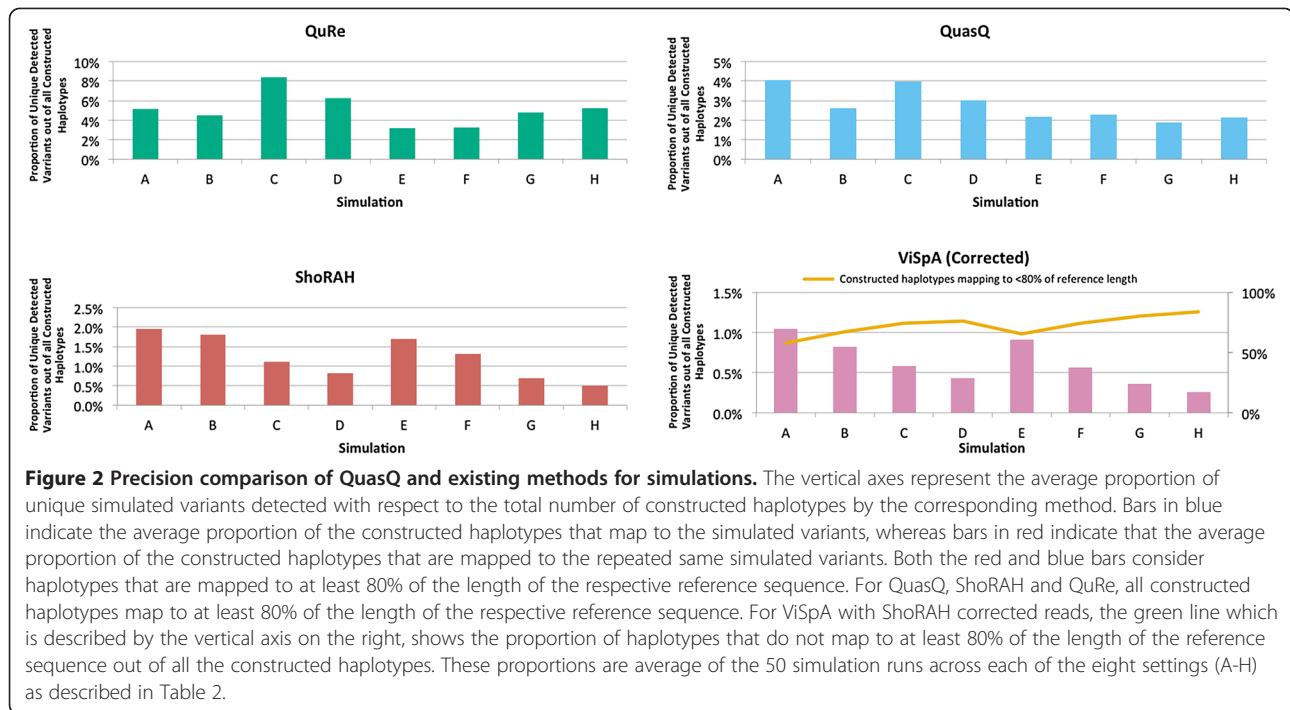 QuRe
Proportion of Unique Detected
Varriants out of all Constructed
Haplotypes
10%
8%
6%
4%
2%
0%
A B C D E F G H
Simulation
QuasQ
Proportion of Unique Detected
Varriants out of all Constructed
Haplotypes
5%
4%
3%
2%
1%
0%
A B C D E F G H
Simulation
ShoRAH
Proportion of Unique Detected
Varriants out of all Constructed
Haplotypes
2.5%
2.0%
1.5%
1.0%
0.5%
0.0%
A B C D E F G H
Simulation
ViSpA (Corrected)
Constructed haplotypes mapping to <80% of reference length
Proportion of Unique Detected
Varriants out of all Constructed
Haplotypes
1.5%
1.0%
0.5%
0.0%
100%
50%
0%
A B C D E F G H
Simulation
Figure 2 Precision comparison of QuasQ and existing methods for simulations. The vertical axes represent the average proportion of
unique simulated variants detected with respect to the total number of constructed haplotypes by the corresponding method. Bars in blue
indicate the average proportion of the constructed haplotypes that map to the simulated variants, whereas bars in red indicate that the average
proportion of the constructed haplotypes that are mapped to the repeated same simulated variants. Both the red and blue bars consider
haplotypes that are mapped to at least 80% of the length of the respective reference sequence. For QuasQ, ShoRAH and QuRe, all constructed
haplotypes map to at least 80% of the length of the respective reference sequence. For ViSpA with ShoRAH corrected reads, the green line which
is described by the vertical axis on the right, shows the proportion of haplotypes that do not map to at least 80% of the length of the reference
sequence out of all the constructed haplotypes. These proportions are average of the 50 simulation runs across each of the eight settings (A-H)
as described in Table 2.